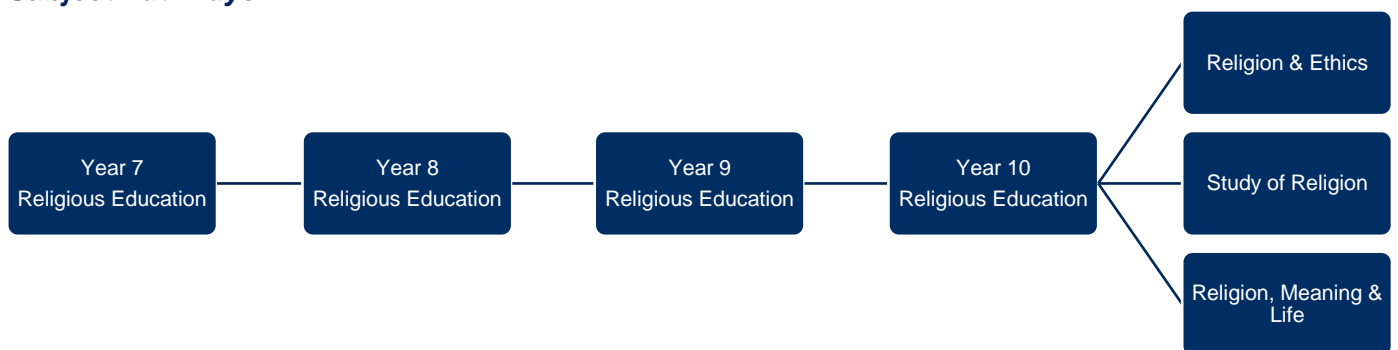 Year 7
Religious Education
Year 8
Religious Education
Year 9
Religious Education
Year 10
Religious Education
Religion & Ethics
Study of Religion
Religion, Meaning &
Life